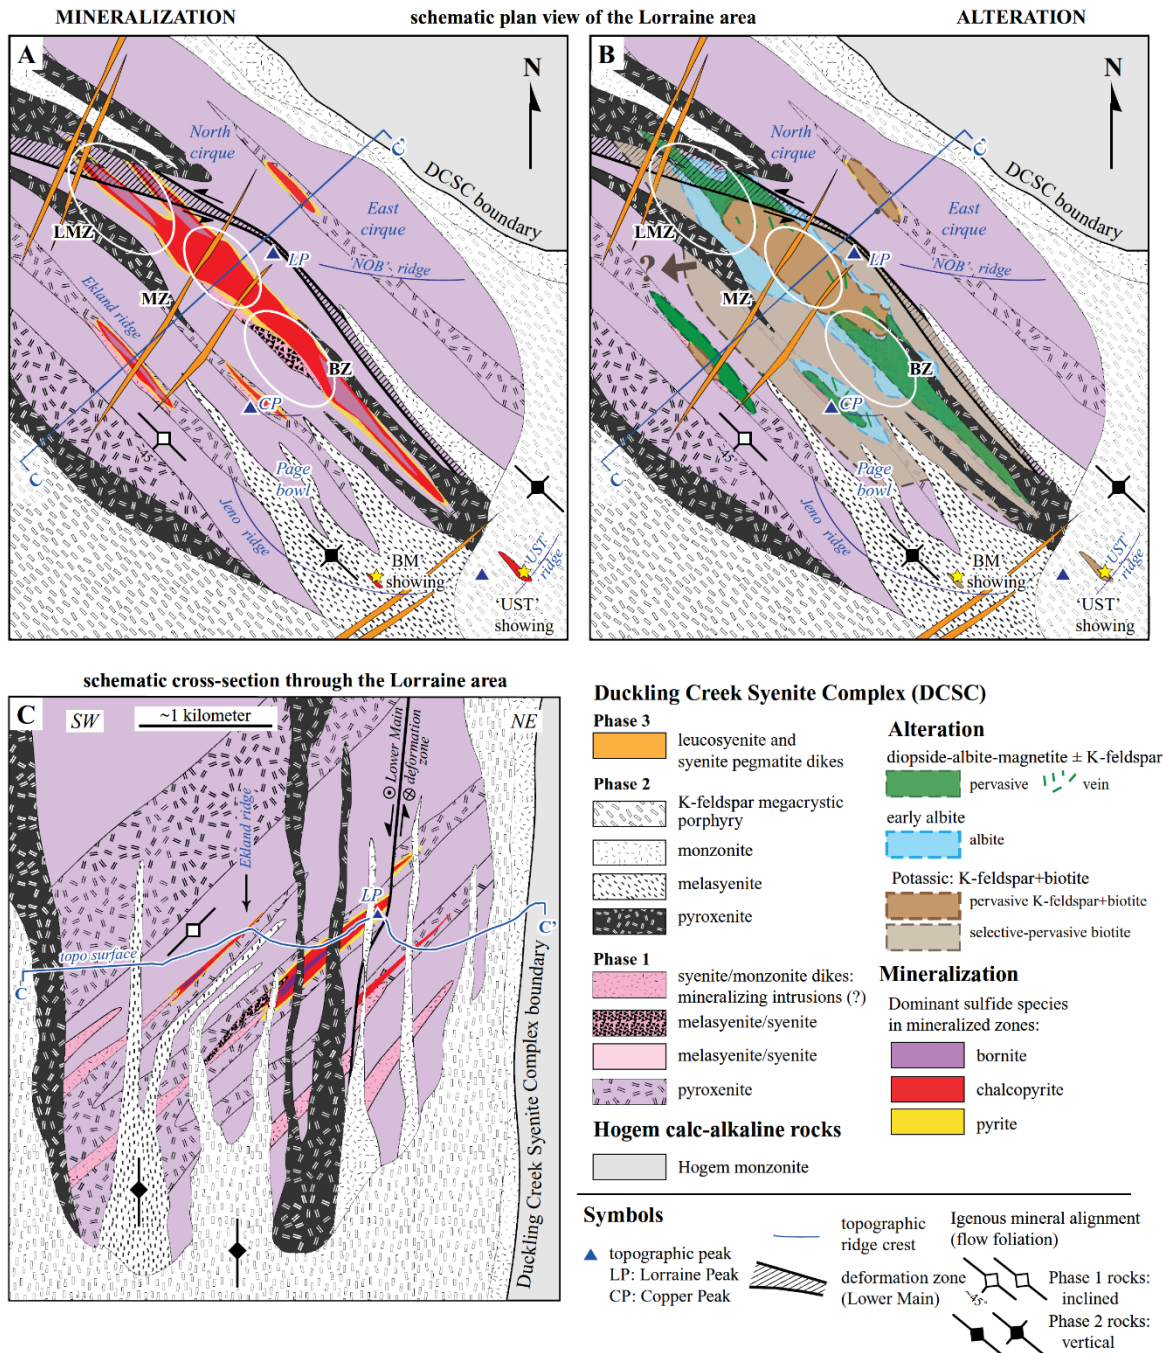 MINERALIZATION
schematic plan view of the Lorraine area
ALTERATION
A
N
North
cirque
C'
DCSC boundary
East
cirque
LMZ
LP
'NOB' ridge
MZ
Ekland ridge
BZ
CP
~45°
C
Page
bowl
Jeno ridge
'BM'
showing
'UST'
ridge
'UST'
showing
B
N
North
cirque
C'
DCSC boundary
East
cirque
LMZ
LP
'NOB' ridge
?
MZ
BZ
CP
~45°
C
Page
bowl
Jeno ridge
'BM'
showing
'UST'
ridge
'UST'
showing
schematic cross-section through the Lorraine area
C
SW
~1 kilometer
NE
Lower Main
deformation
zone
Ekland ridge
LP
C'
topo surface
C
Duckling Creek Syenite Complex boundary
Duckling Creek Syenite Complex (DCSC)
Phase 3
leucosyenite and
syenite pegmatite dikes
Phase 2
K-feldspar megacrystic
porphyry
monzonite
melasyenite
pyroxenite
Phase 1
syenite/monzonite dikes:
mineralizing intrusions (?)
melasyenite/syenite
melasyenite/syenite
pyroxenite
Hogem calc-alkaline rocks
Hogem monzonite
Alteration
diopside-albite-magnetite ± K-feldspar
pervasive
vein
early albite
albite
Potassic: K-feldspar+biotite
pervasive K-feldspar+biotite
selective-pervasive biotite
Mineralization
Dominant sulfide species
in mineralized zones:
bornite
chalcopyrite
pyrite
Symbols
topographic peak
LP: Lorraine Peak
CP: Copper Peak
topographic
ridge crest
deformation zone
(Lower Main)
Igenous mineral alignment
(flow foliation)
~45°
Phase 1 rocks:
inclined
Phase 2 rocks:
vertical